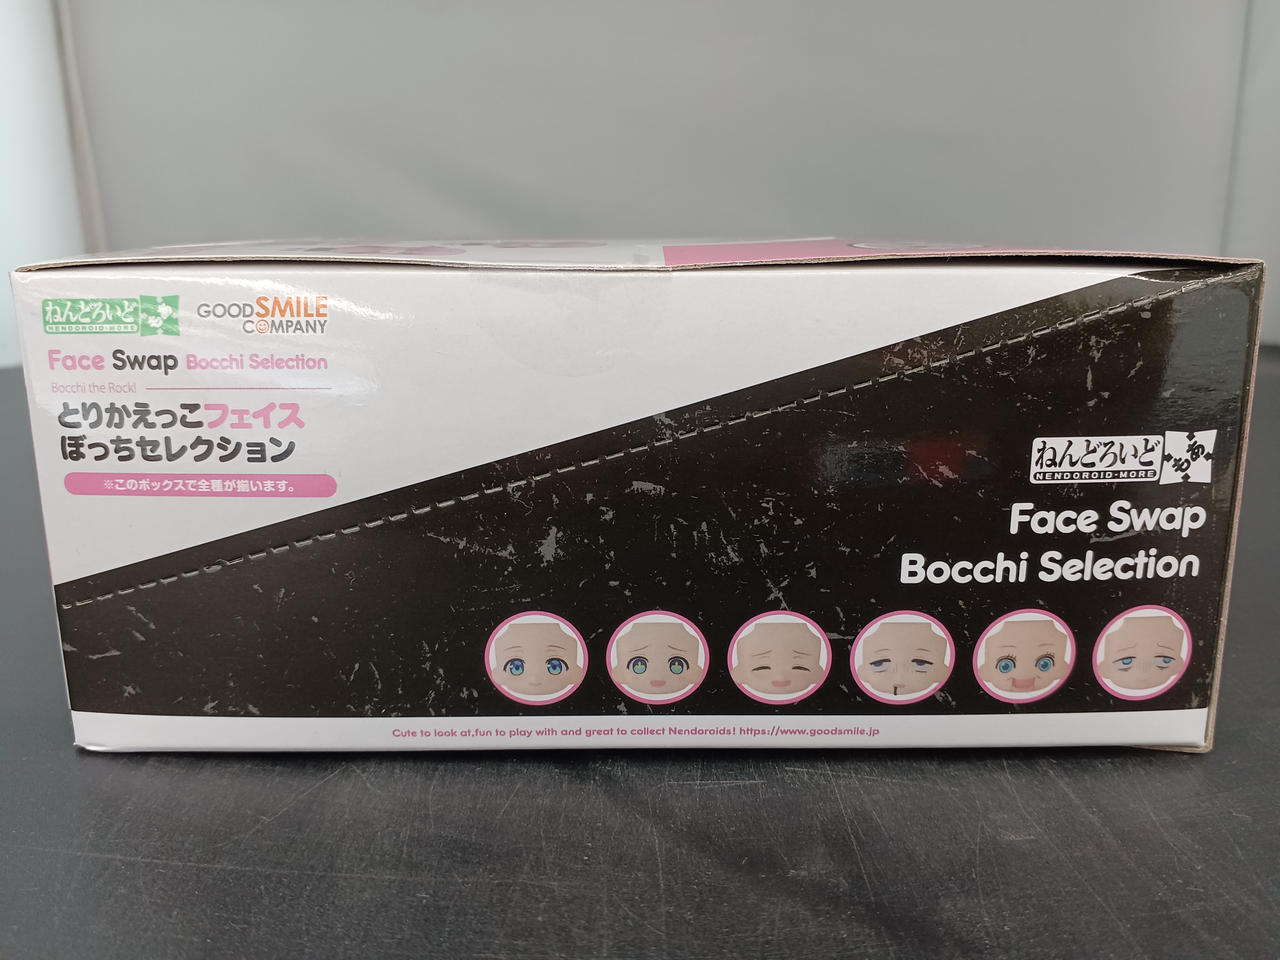 ねんどろいど もあ
NENDOROID-MORE
GOOD SMILE COMPANY
Face Swap Bocchi Selection
Bocchi the Rock!
とりかえっこフェイス
ぼっちセレクション
※このボックスで全種が揃います。
ねんどろいど もあ
NENDOROID-MORE
Face Swap
Bocchi Selection
Cute to look at,fun to play with and great to collect Nendoroids! https://www.goodsmile.jp